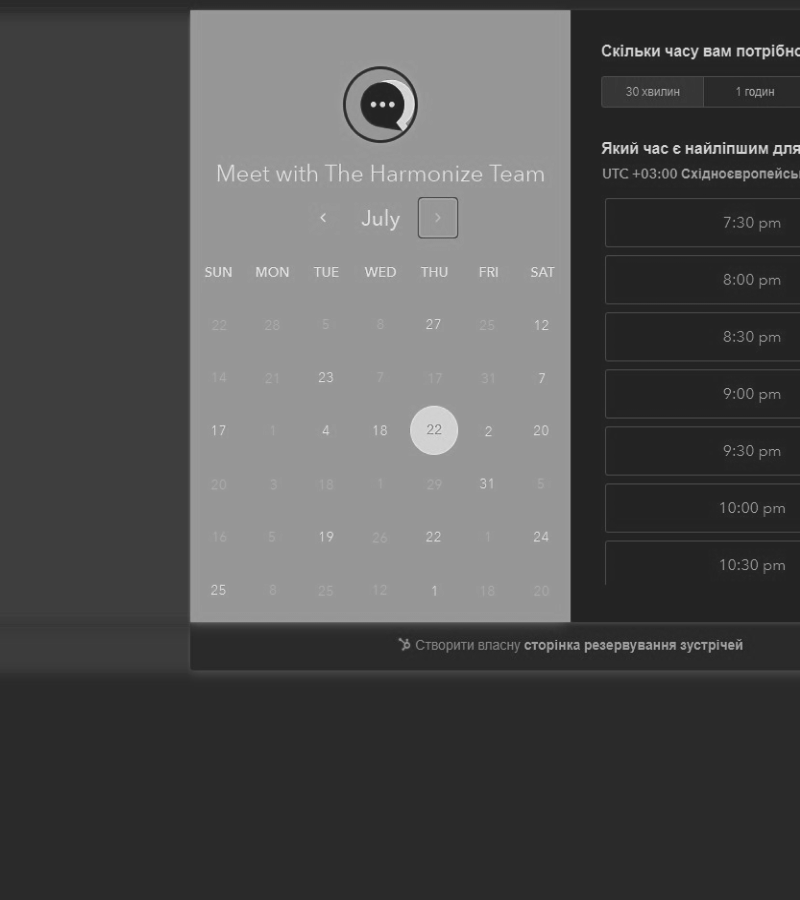 Meet with The Harmonize Team
July
SUN MON TUE WED THU FRI SAT
22 28 5 8 27 25 12
14 21 23 7 17 31 7
17 1 4 18 22 2 20
20 3 18 1 29 31 5
16 5 19 26 22 1 24
25 8 25 12 1 18 20
Скільки часу вам потрібно
30 хвилин 1 годин
Який час є найліпшим для
UTC +03:00 Східноєвропейсь
7:30 pm
8:00 pm
8:30 pm
9:00 pm
9:30 pm
10:00 pm
10:30 pm
Створити власну сторінка резервування зустрічей